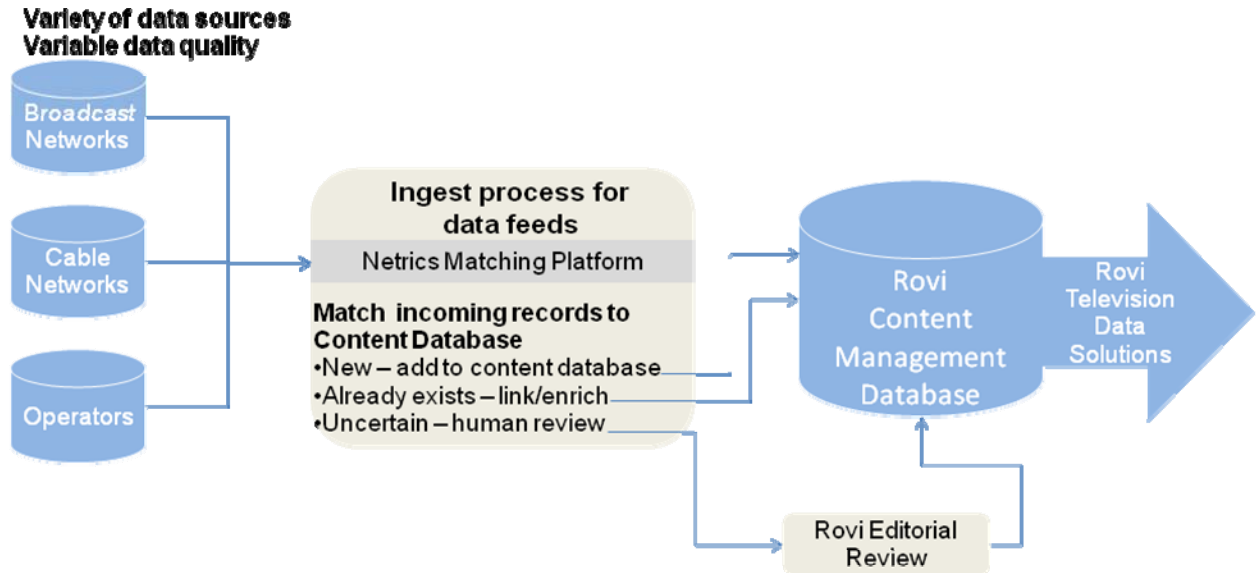 Variety of data sources
Variable data quality
Broadcast
Networks
Cable
Networks
Operators
Ingest process for
data feeds
Netrics Matching Platform
Match incoming records to
Content Database
•New – add to content database
•Already exists – link/enrich
•Uncertain – human review
Rovi
Content
Management
Database
Rovi
Television
Data
Solutions
Rovi Editorial
Review